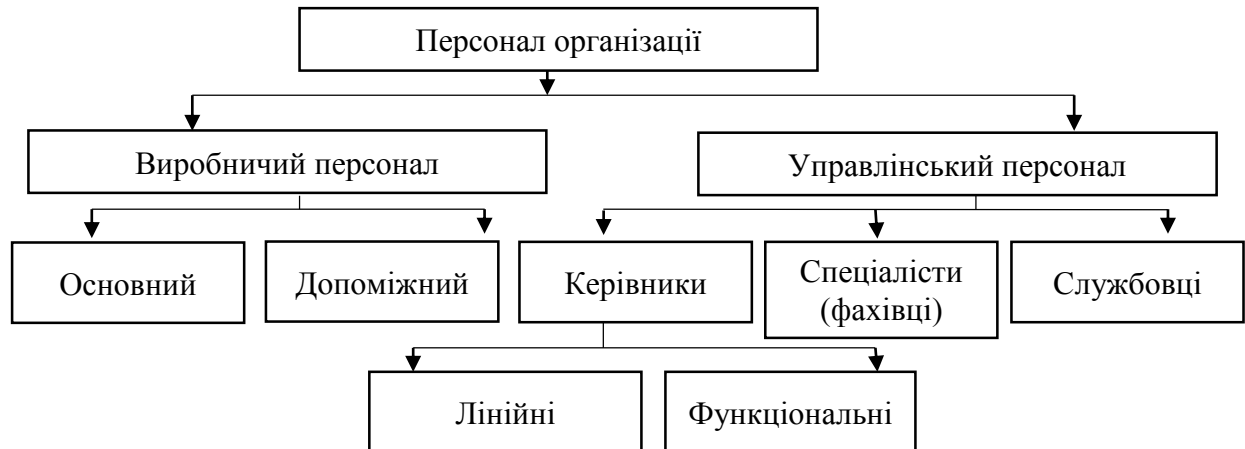 Персонал організації
Виробничий персонал
Управлінський персонал
Основний
Допоміжний
Керівники
Спеціалісти
(фахівці)
Службовці
Лінійні
Функціональні